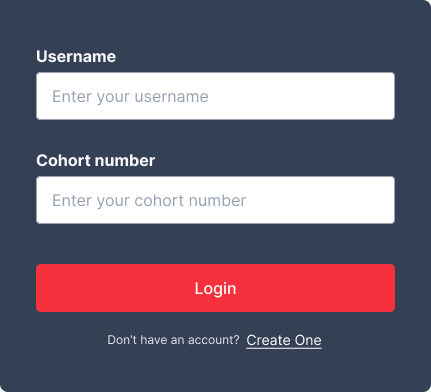 Username
Enter your username
Cohort number
Enter your cohort number
Login
Don’t have an account? Create One